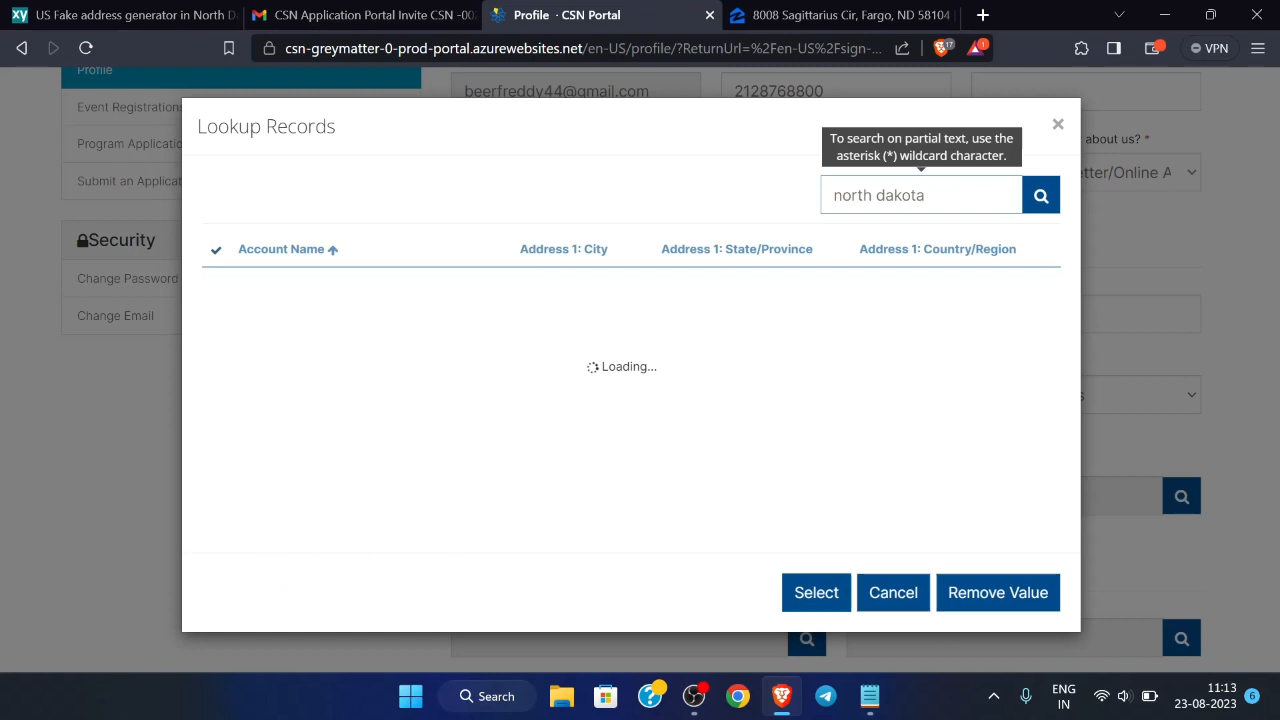 US Fake address generator in North D
CSN Application Portal Invite CSN -00
Profile · CSN Portal
8008 Sagittarius Cir, Fargo, ND 58104
csn-greymatter-0-prod-portal.azurewebsites.net/en-US/profile/?ReturnUrl=%2Fen-US%2Fsign-...
17
1
VPN
Profile
beerfreddy44@gmail.com
2128768800
Event Registrations
Program Applicatio
Submit an Applicat
about us? *
etter/Online A
Security
Change Password
Change Email
Lookup Records
To search on partial text, use the
asterisk (*) wildcard character.
north dakota
Account Name
Address 1: City
Address 1: State/Province
Address 1: Country/Region
Loading...
Select
Cancel
Remove Value
Search
ENG
IN
11:13
23-08-2023
6